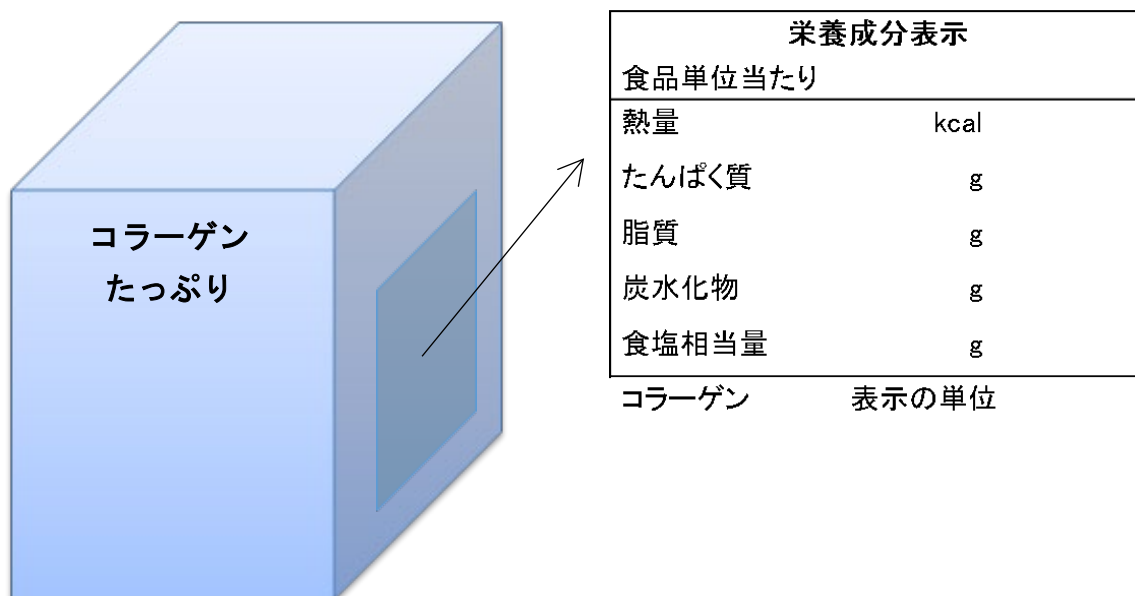 コラーゲン
たっぷり
栄養成分表示
食品単位当たり
熱量 kcal
たんぱく質 g
脂質 g
炭水化物 g
食塩相当量 g
コラーゲン 表示の単位